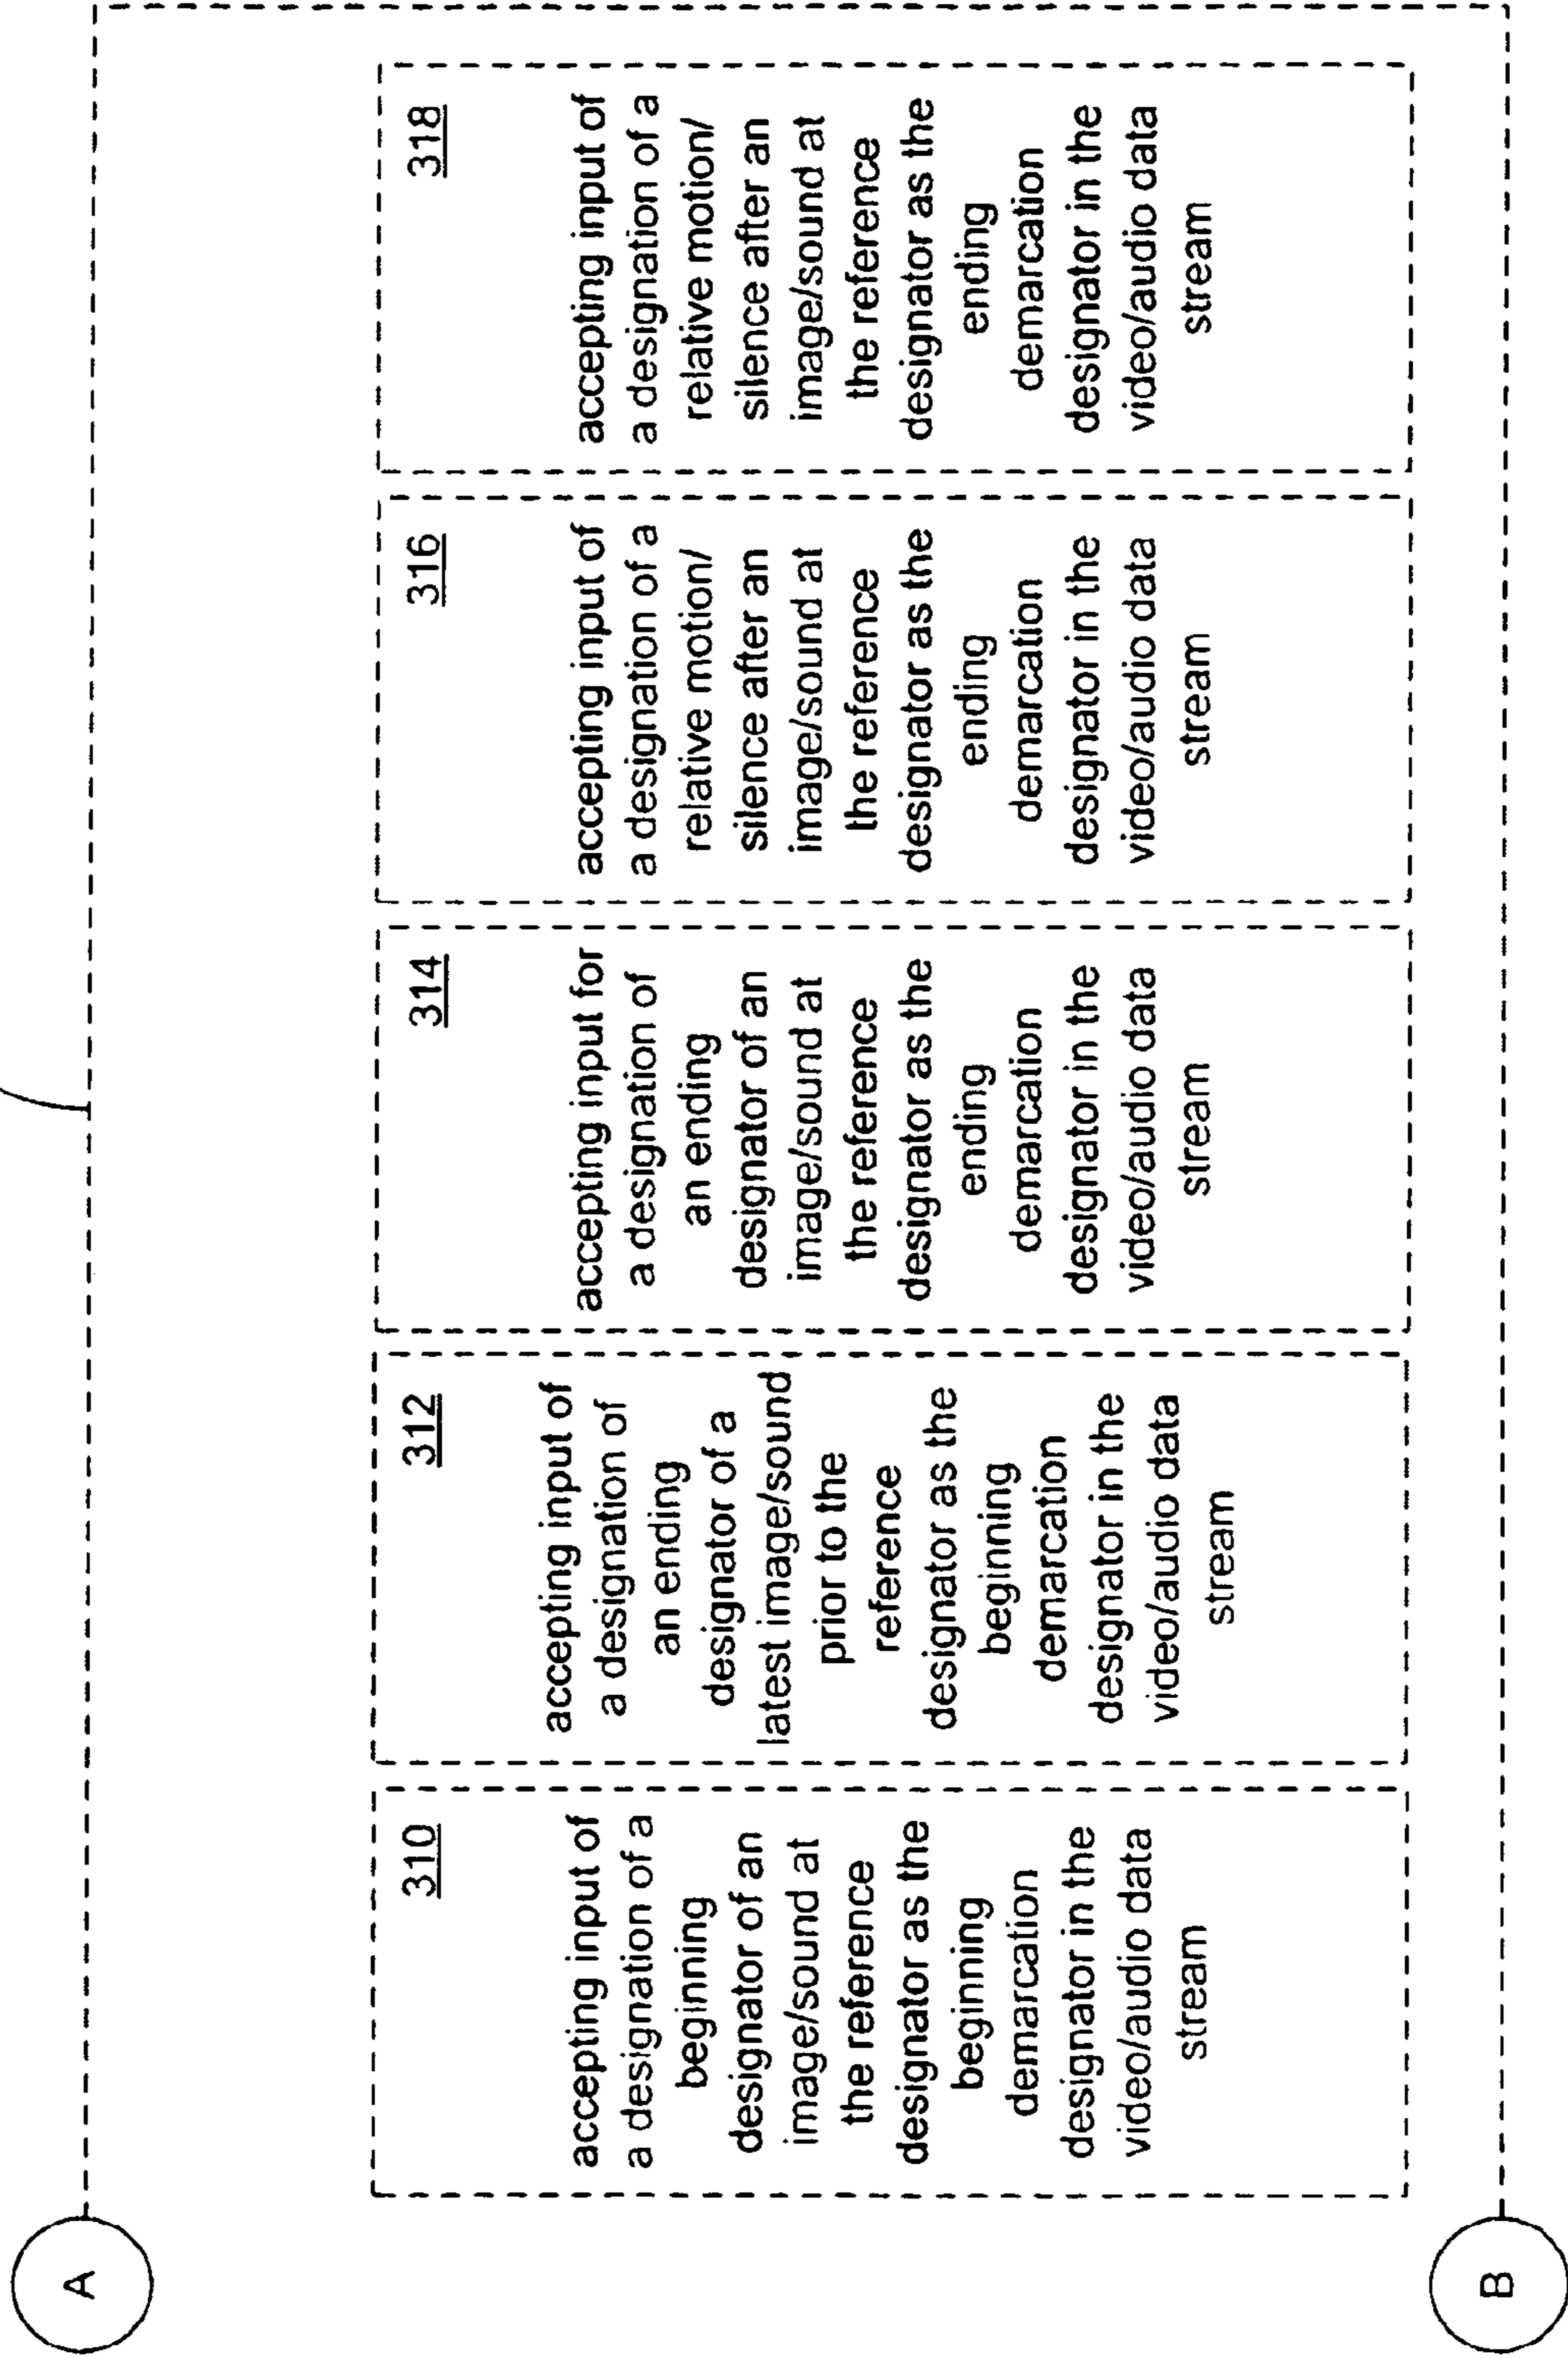 A
310
accepting input of
a designation of a
beginning
designator of an
image/sound at
the reference
designator as the
beginning
demarcation
designator in the
video/audio data
stream
312
accepting input of
a designation of
an ending
designator of a
latest image/sound
prior to the
reference
designator as the
beginning
demarcation
designator in the
video/audio data
stream
314
accepting input for
a designation of
an ending
designator of an
image/sound at
the reference
designator as the
ending
demarcation
designator in the
video/audio data
stream
316
accepting input of
a designation of a
relative motion/
silence after an
image/sound at
the reference
designator as the
ending
demarcation
designator in the
video/audio data
stream
318
accepting input of
a designation of a
relative motion/
silence after an
image/sound at
the reference
designator as the
ending
demarcation
designator in the
video/audio data
stream
B